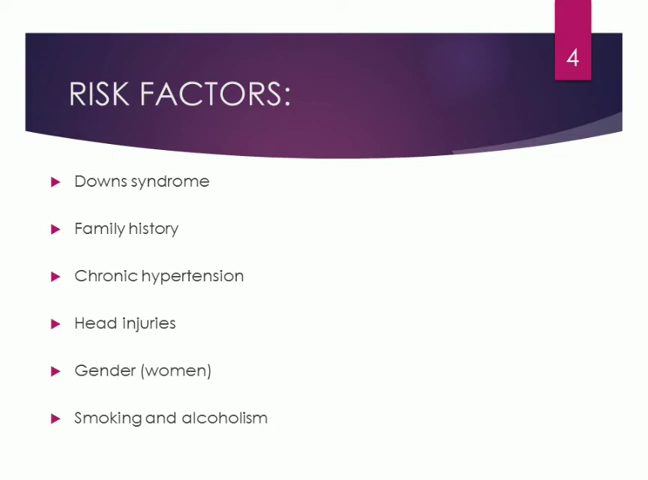 4
RISK FACTORS:
Downs syndrome
Family history
Chronic hypertension
Head injuries
Gender (women)
Smoking and alcoholism